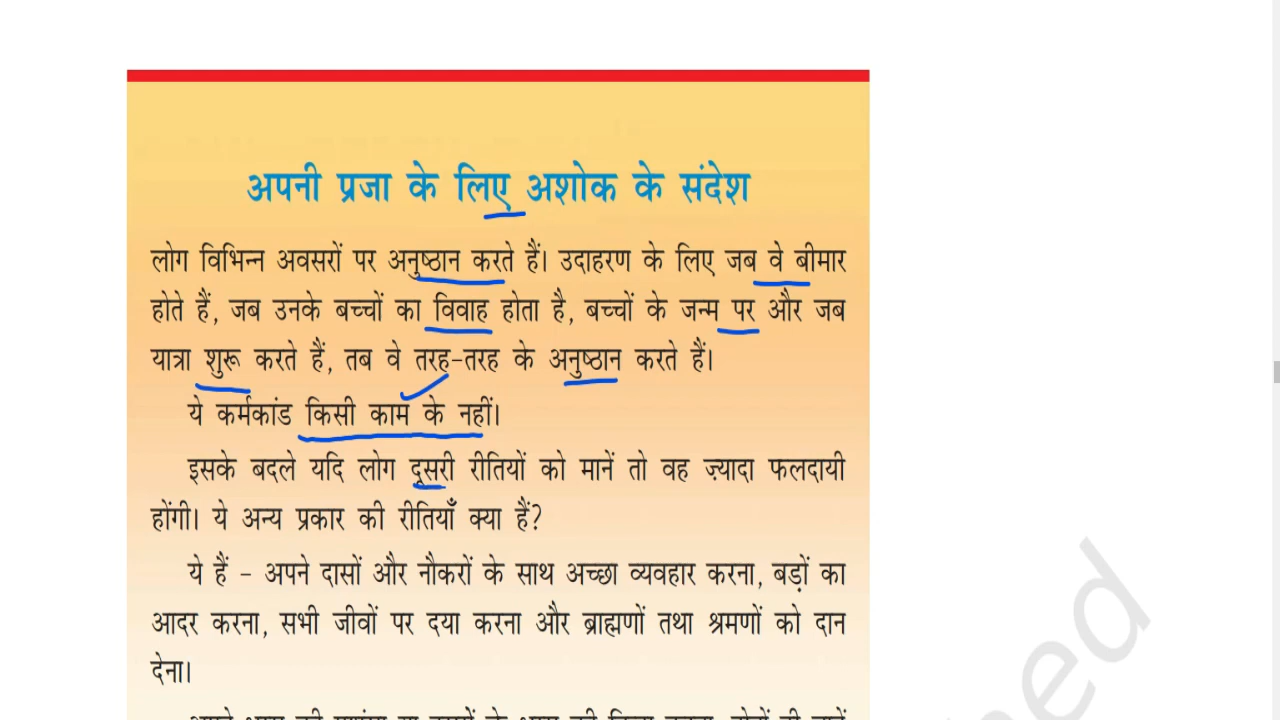 अपनी प्रजा के लिए अशोक के संदेश
लोग विभिन्न अवसरों पर अनुष्ठान करते हैं। उदाहरण के लिए जब वे बीमार
होते हैं, जब उनके बच्चों का विवाह होता है, बच्चों के जन्म पर और जब
यात्रा शुरू करते हैं, तब वे तरह-तरह के अनुष्ठान करते हैं।
ये कर्मकांड किसी काम के नहीं।
इसके बदले यदि लोग दूसरी रीतियों को मानें तो वह ज़्यादा फलदायी
होंगी। ये अन्य प्रकार की रीतियाँ क्या हैं?
ये हैं - अपने दासों और नौकरों के साथ अच्छा व्यवहार करना, बड़ों का
आदर करना, सभी जीवों पर दया करना और ब्राह्मणों तथा श्रमणों को दान
देना।